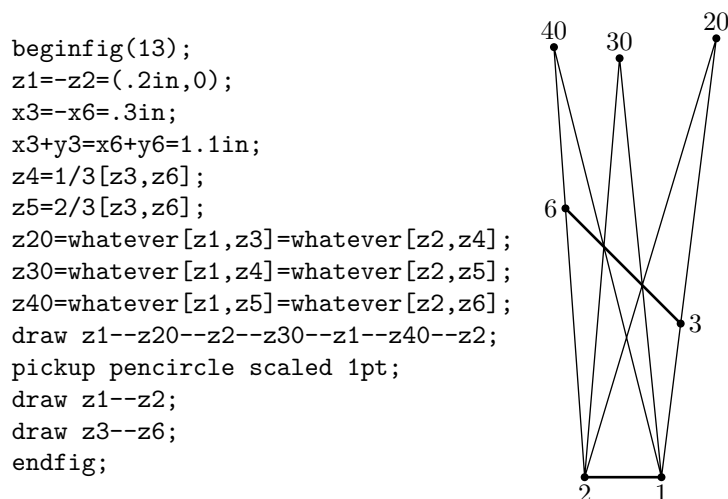 beginfig(13);
z1=-z2=(.2in,0);
x3=-x6=.3in;
x3+y3=x6+y6=1.1in;
z4=1/3[z3,z6];
z5=2/3[z3,z6];
z20=whatever[z1,z3]=whatever[z2,z4];
z30=whatever[z1,z4]=whatever[z2,z5];
z40=whatever[z1,z5]=whatever[z2,z6];
draw z1--z20--z2--z30--z1--z40--z2;
pickup pencircle scaled 1pt;
draw z1--z2;
draw z3--z6;
endfig;
40 30 20
6
3
2 1